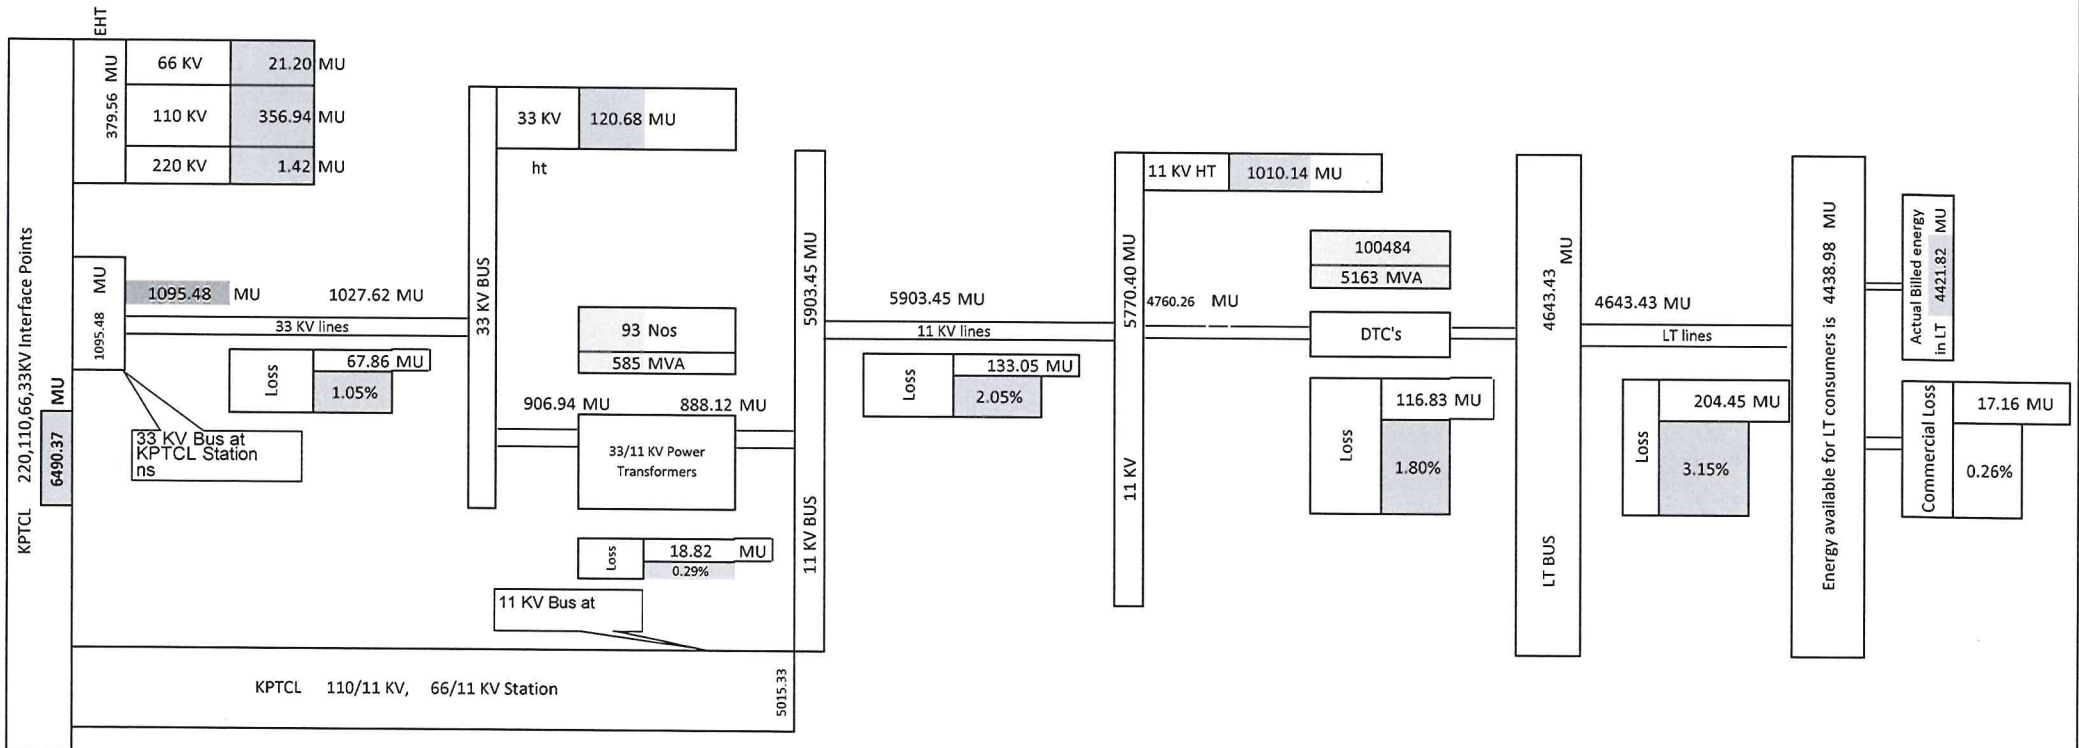 KPTCL 220,110,66,33KV Interface Points
6490.37 MU
EHT
379.56 MU
66 KV 21.20 MU
110 KV 356.94 MU
220 KV 1.42 MU
1095.48 MU
1095.48 MU
1027.62 MU
33 KV lines
Loss
67.86 MU
1.05%
33 KV Bus at
KPTCL Station
ns
33 KV BUS
33 KV 120.68 MU
ht
93 Nos
585 MVA
906.94 MU
888.12 MU
33/11 KV Power
Transformers
Loss
18.82 MU
0.29%
11 KV Bus at
KPTCL 110/11 KV, 66/11 KV Station
5015.33
5903.45 MU
11 KV BUS
5903.45 MU
11 KV lines
Loss
133.05 MU
2.05%
5770.40 MU
11 KV
11 KV HT 1010.14 MU
4760.26 MU
100484
5163 MVA
DTC's
Loss
116.83 MU
1.80%
4643.43 MU
LT BUS
4643.43 MU
LT lines
Loss
204.45 MU
3.15%
Energy available for LT consumers is 4438.98 MU
Actual Billed energy
in LT 4421.82 MU
Commercial Loss
17.16 MU
0.26%